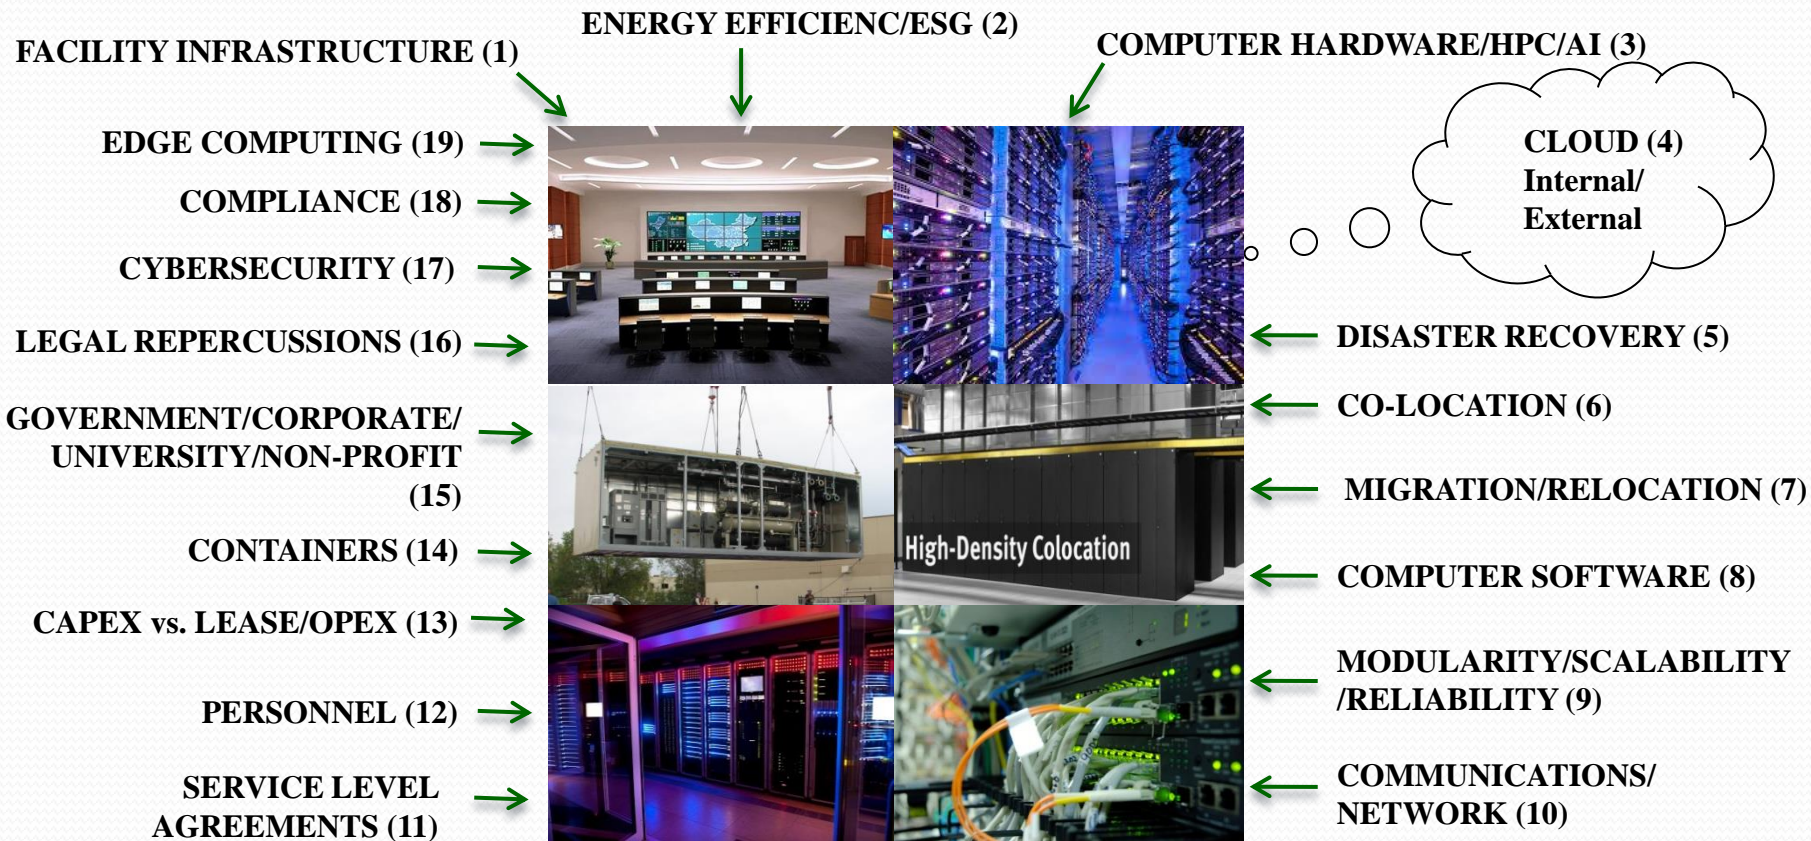 ENERGY EFFICIENC/ESG (2)
FACILITY INFRASTRUCTURE (1)
COMPUTER HARDWARE/HPC/AI (3)
CLOUD (4)
Internal/
External
DISASTER RECOVERY (5)
CO-LOCATION (6)
MIGRATION/RELOCATION (7)
COMPUTER SOFTWARE (8)
MODULARITY/SCALABILITY
/RELIABILITY (9)
COMMUNICATIONS/
NETWORK (10)
SERVICE LEVEL
AGREEMENTS (11)
PERSONNEL (12)
CAPEX vs. LEASE/OPEX (13)
CONTAINERS (14)
GOVERNMENT/CORPORATE/
UNIVERSITY/NON-PROFIT
(15)
LEGAL REPERCUSSIONS (16)
CYBERSECURITY (17)
COMPLIANCE (18)
EDGE COMPUTING (19)
High-Density Colocation